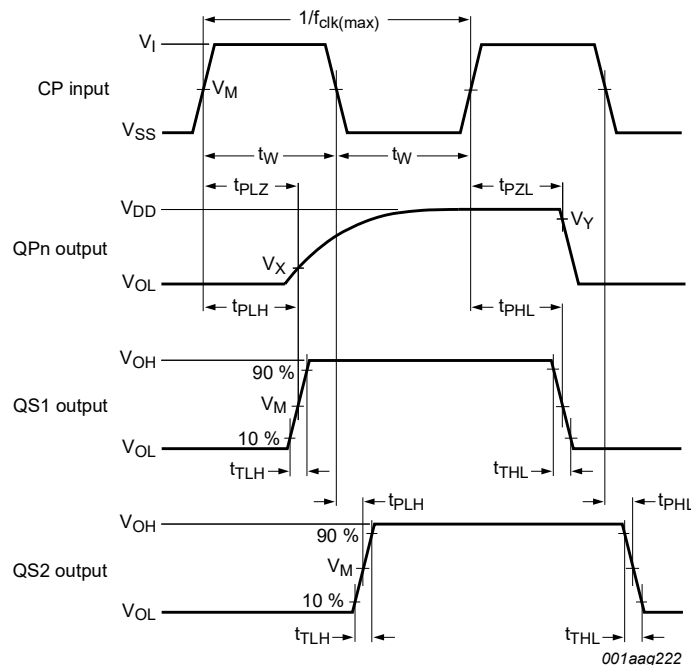 1/fclk(max)
VI
CP input
VM
VSS
tW
tW
tPLZ
tPZL
VDD
VY
QPn output
VX
VOL
tPLH
tPHL
VOH
90 %
QS1 output
VM
10 %
VOL
tTLH
tTHL
tPLH
tPHL
VOH
90 %
QS2 output
VM
10 %
VOL
tTLH
tTHL
001aag222